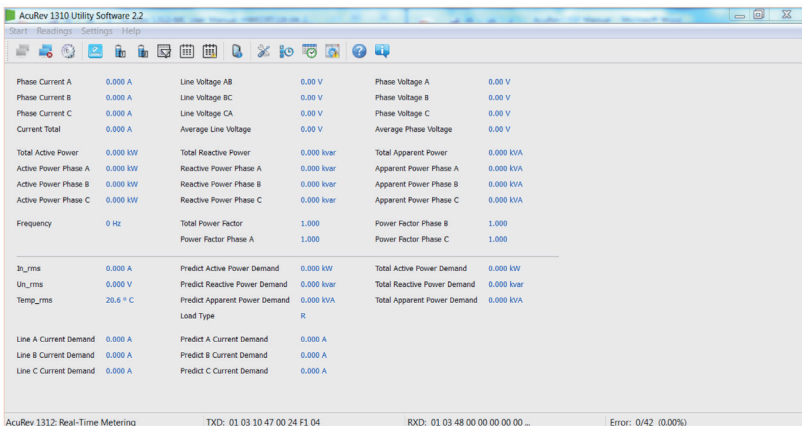 AcuRev 1310 Utility Software 2.2
Start Readings Settings Help
Phase Current A 0.000 A Line Voltage AB 0.00 V Phase Voltage A 0.00 V
Phase Current B 0.000 A Line Voltage BC 0.00 V Phase Voltage B 0.00 V
Phase Current C 0.000 A Line Voltage CA 0.00 V Phase Voltage C 0.00 V
Current Total 0.000 A Average Line Voltage 0.00 V Average Phase Voltage 0.00 V
Total Active Power 0.000 kW Total Reactive Power 0.000 kvar Total Apparent Power 0.000 kVA
Active Power Phase A 0.000 kW Reactive Power Phase A 0.000 kvar Apparent Power Phase A 0.000 kVA
Active Power Phase B 0.000 kW Reactive Power Phase B 0.000 kvar Apparent Power Phase B 0.000 kVA
Active Power Phase C 0.000 kW Reactive Power Phase C 0.000 kvar Apparent Power Phase C 0.000 kVA
Frequency 0 Hz Total Power Factor 1.000 Power Factor Phase B 1.000
Power Factor Phase A 1.000 Power Factor Phase C 1.000
In_rms 0.000 A Predict Active Power Demand 0.000 kW Total Active Power Demand 0.000 kW
Un_rms 0.000 V Predict Reactive Power Demand 0.000 kvar Total Reactive Power Demand 0.000 kvar
Temp_rms 20.6 º C Predict Apparent Power Demand 0.000 kVA Total Apparent Power Demand 0.000 kVA
Load Type R
Line A Current Demand 0.000 A Predict A Current Demand 0.000 A
Line B Current Demand 0.000 A Predict B Current Demand 0.000 A
Line C Current Demand 0.000 A Predict C Current Demand 0.000 A
AcuRev 1312: Real-Time Metering TXD: 01 03 10 47 00 24 F1 04 RXD: 01 03 48 00 00 00 00 00 ... Error: 0/42 (0.00%)